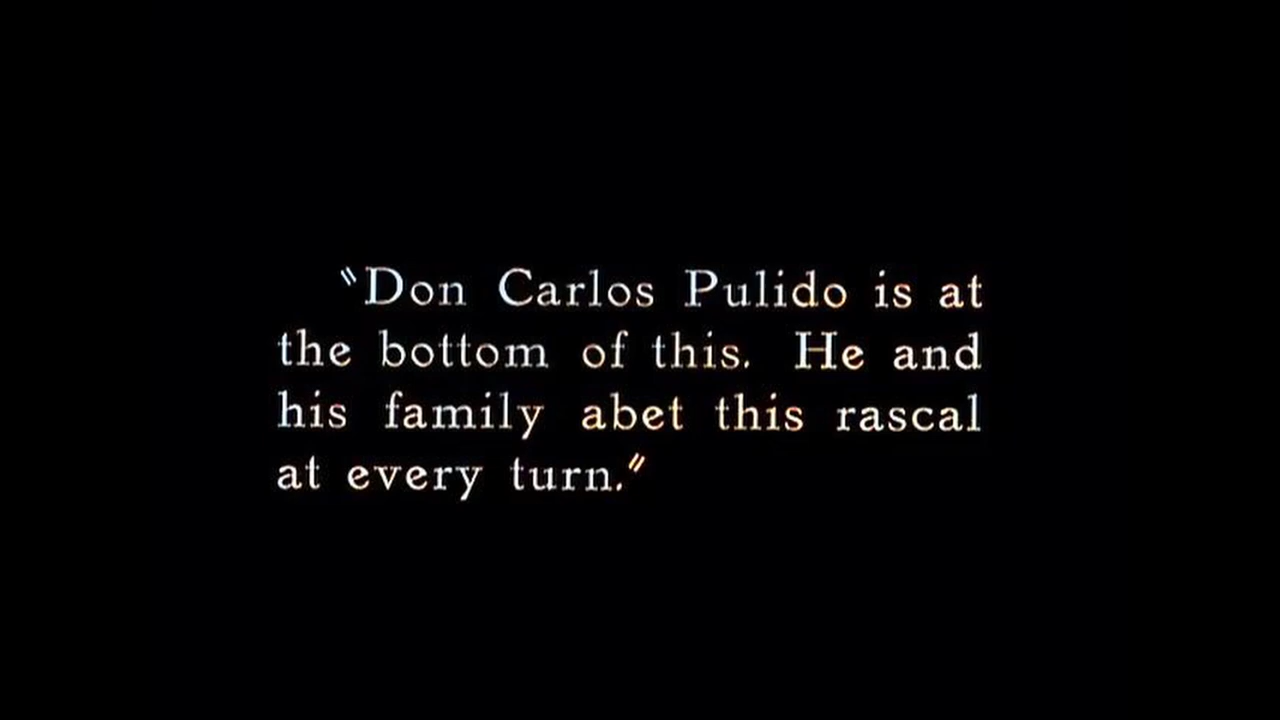 "Don Carlos Pulido is at
the bottom of this. He and
his family abet this rascal
at every turn."